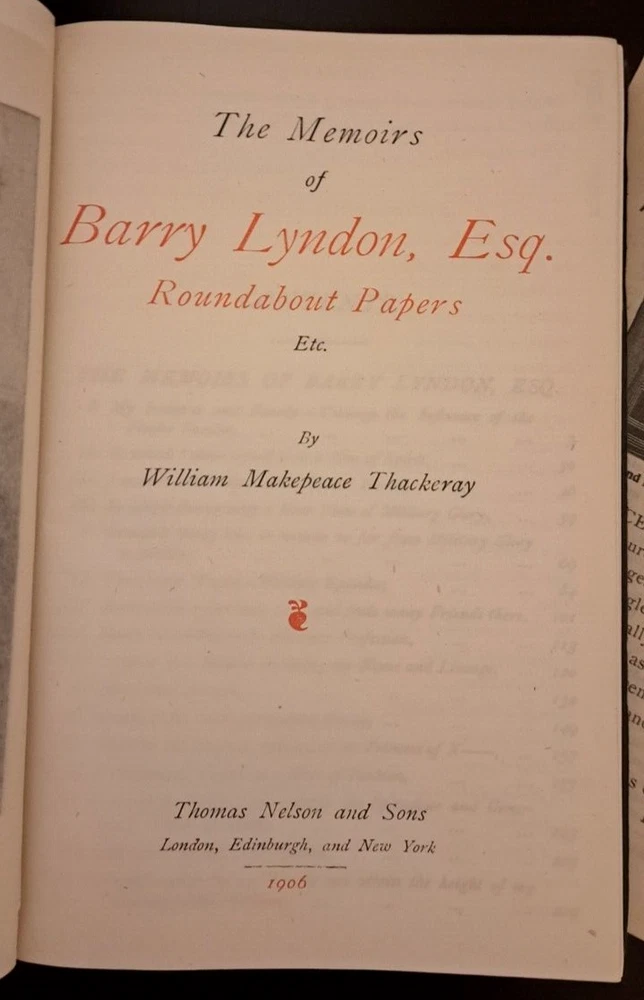 The Memoirs
of
Barry Lyndon, Esq.
Roundabout Papers
Etc.
By
William Makepeace Thackeray
Thomas Nelson and Sons
London, Edinburgh, and New York
1906